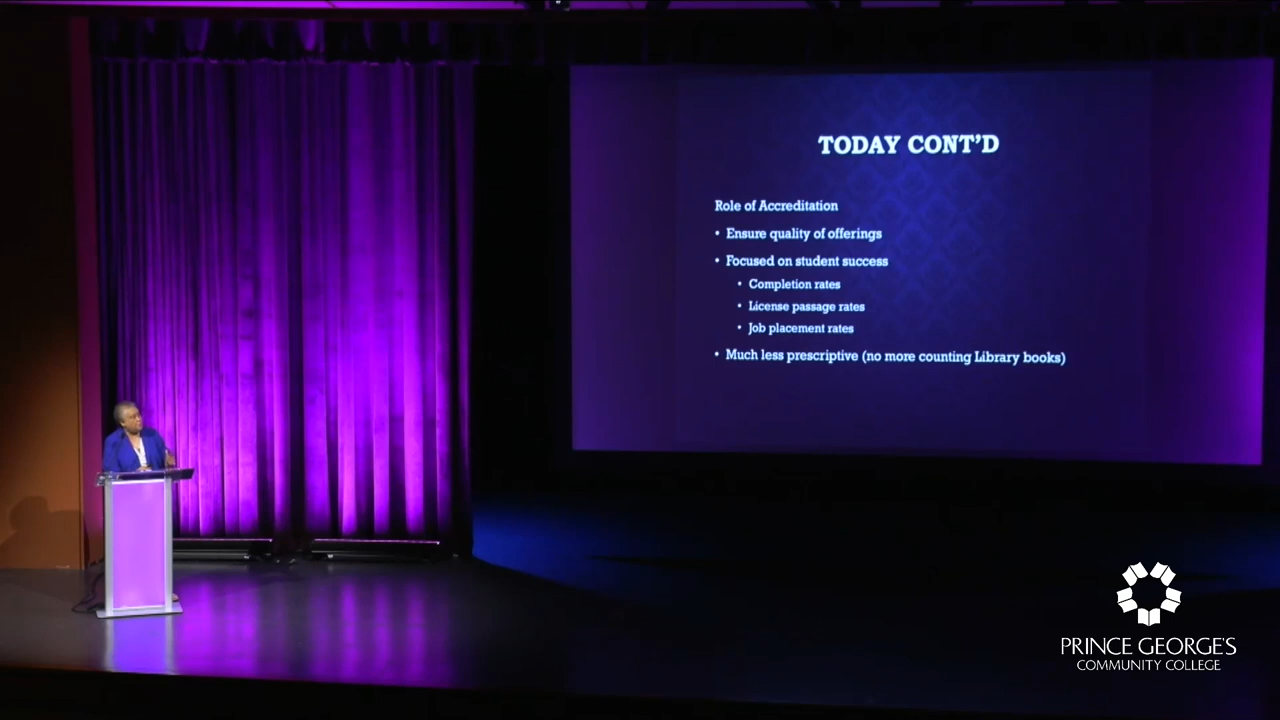 TODAY CONT'D
Role of Accreditation
• Ensure quality of offerings
• Focused on student success
• Completion rates
• License passage rates
• Job placement rates
• Much less prescriptive (no more counting Library books)
PRINCE GEORGE'S
COMMUNITY COLLEGE